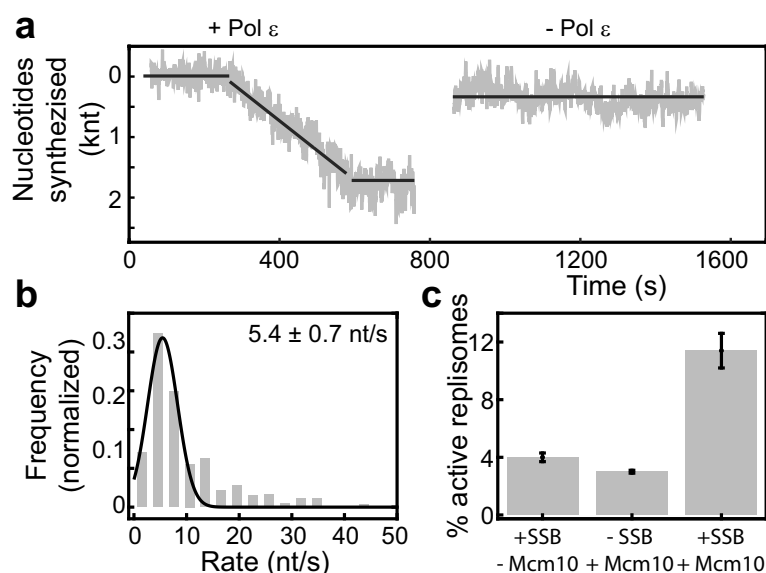 a
+ Pol ε
- Pol ε
Nucleotides
synthezised
(knt)
0
1
2
0
400
800
1200
1600
Time (s)
b
5.4 ± 0.7 nt/s
Frequency
(normalized)
0.3
0.2
0.1
0
0
10
20
30
40
50
Rate (nt/s)
c
% active replisomes
12
8
4
0
+SSB
- Mcm10
- SSB
+ Mcm10
+SSB
+ Mcm10